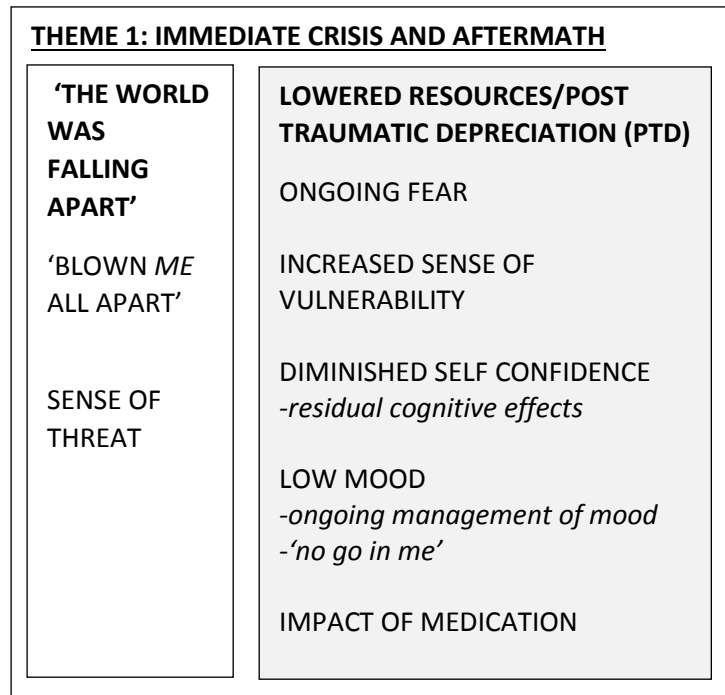 THEME 1: IMMEDIATE CRISIS AND AFTERMATH
‘THE WORLD
WAS
FALLING
APART’
‘BLOWN ME
ALL APART’
SENSE OF
THREAT
LOWERED RESOURCES/POST
TRAUMATIC DEPRECIATION (PTD)
ONGOING FEAR
INCREASED SENSE OF
VULNERABILITY
DIMINISHED SELF CONFIDENCE
-residual cognitive effects
LOW MOOD
-ongoing management of mood
-‘no go in me’
IMPACT OF MEDICATION